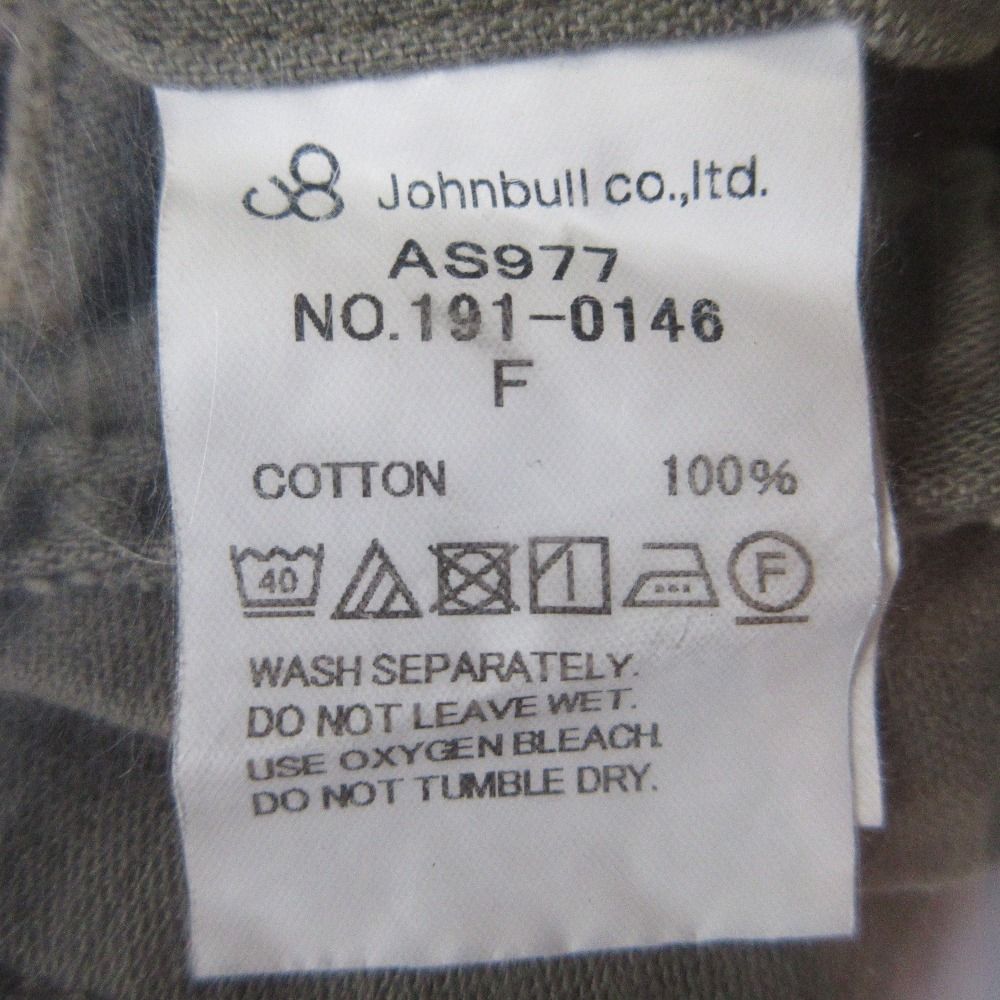 Johnbull co.,ltd.
AS977
NO.191-0146
F
COTTON 100%
40 F
WASH SEPARATELY.
DO NOT LEAVE WET.
USE OXYGEN BLEACH.
DO NOT TUMBLE DRY.